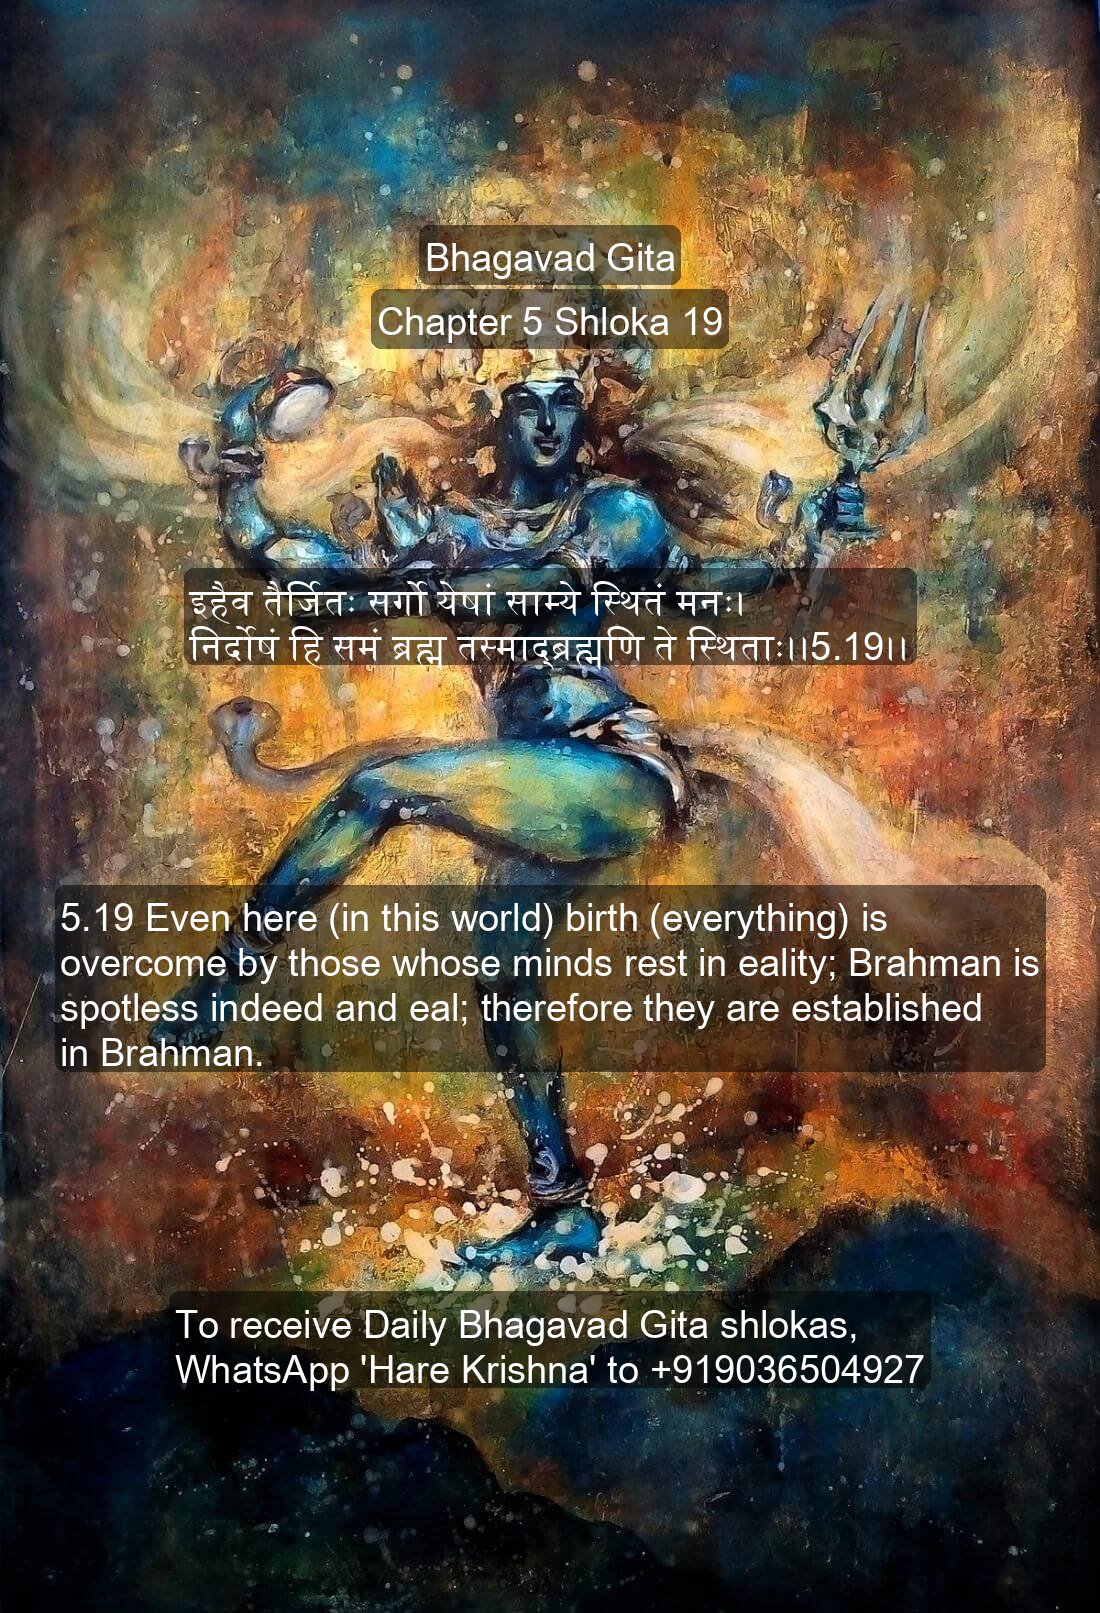 Bhagavad Gita
Chapter 5 Shloka 19
इहैव तैर्जितः सर्गो येषां साम्ये स्थितं मनः।
निर्दोषं हि समं ब्रह्म तस्माद्ब्रह्मणि ते स्थिताः।।5.19।।
5.19 Even here (in this world) birth (everything) is
overcome by those whose minds rest in eality; Brahman is
spotless indeed and eal; therefore they are established
in Brahman.
To receive Daily Bhagavad Gita shlokas,
WhatsApp 'Hare Krishna' to +919036504927